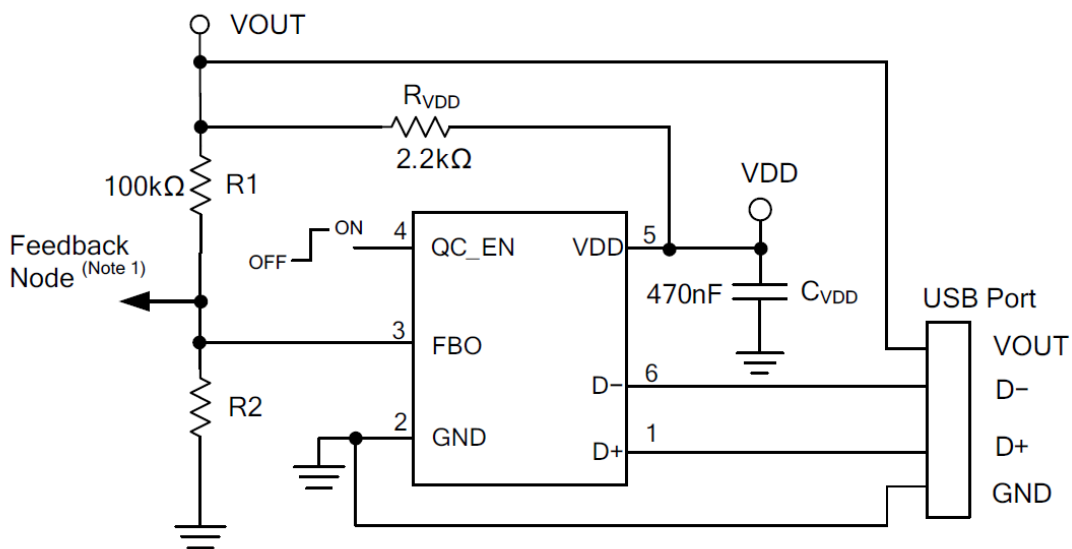 VOUT
RVDD
2.2kΩ
100kΩ
R1
VDD
ON
OFF
4
QC_EN
VDD
5
Feedback
Node (Note 1)
470nF
CVDD
USB Port
3
FBO
VOUT
D−
6
D−
R2
2
GND
D+
1
D+
GND